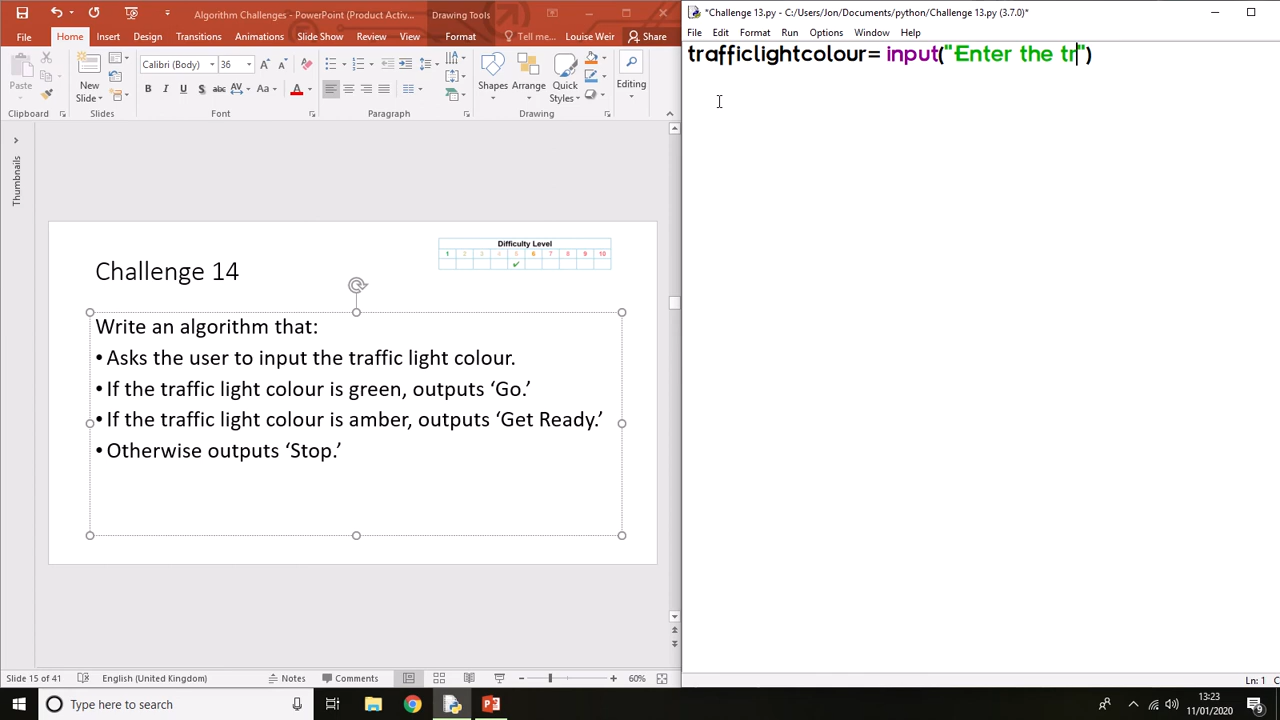 Algorithm Challenges - PowerPoint (Product Activ...
Drawing Tools
File
Home
Insert
Design
Transitions
Animations
Slide Show
Review
View
Format
Tell me
Louise Weir
Share
Paste
New
Slide
Calibri (Body)
36
B I U S abc AV Aa A
Shapes
Arrange
Quick
Styles
Editing
Clipboard
Slides
Font
Paragraph
Drawing
Thumbnails
Difficulty Level
1 2 3 4 5 6 7 8 9 10
Challenge 14
Write an algorithm that:
• Asks the user to input the traffic light colour.
• If the traffic light colour is green, outputs ‘Go.’
• If the traffic light colour is amber, outputs ‘Get Ready.’
• Otherwise outputs ‘Stop.’
Slide 15 of 41
English (United Kingdom)
Notes
Comments
60%
*Challenge 13.py - C:/Users/Jon/Documents/python/Challenge 13.py (3.7.0)*
File Edit Format Run Options Window Help
trafficlightcolour= input("Enter the tr")
Ln: 1 C
Type here to search
13:23
11/01/2020
9